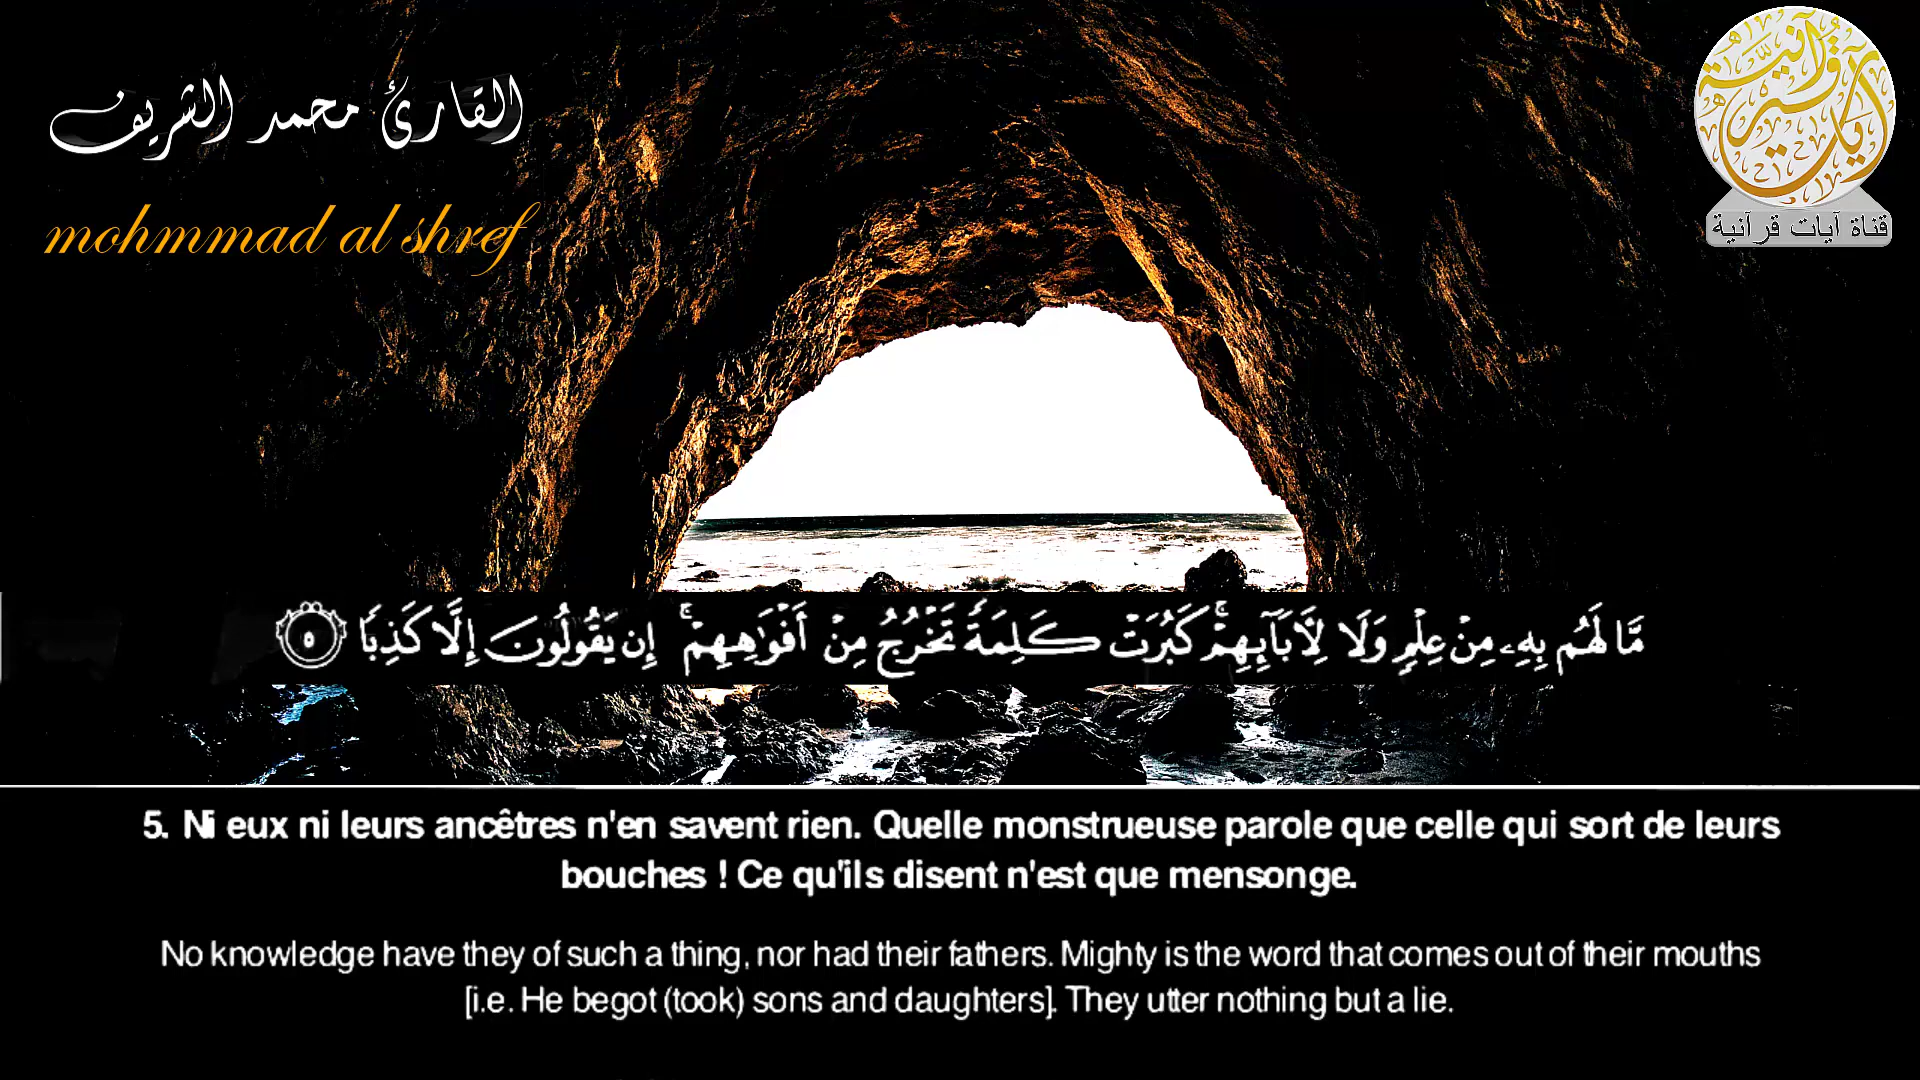 القارئ محمد الشريف
mohmmad al shref
آيات قرآنية
قناة آيات قرآنية
مَّا لَهُم بِهِۦ مِنْ عِلْمٍ وَلَا لِأَبَآئِهِمْ ۚ كَبُرَتْ كَلِمَةً تَخْرُجُ مِنْ أَفْوَٰهِهِمْ ۚ إِن يَقُولُونَ إِلَّا كَذِبًا ٥
5. Ni eux ni leurs ancêtres n'en savent rien. Quelle monstrueuse parole que celle qui sort de leurs
bouches ! Ce qu'ils disent n'est que mensonge.
No knowledge have they of such a thing, nor had their fathers. Mighty is the word that comes out of their mouths
[i.e. He begot (took) sons and daughters]. They utter nothing but a lie.